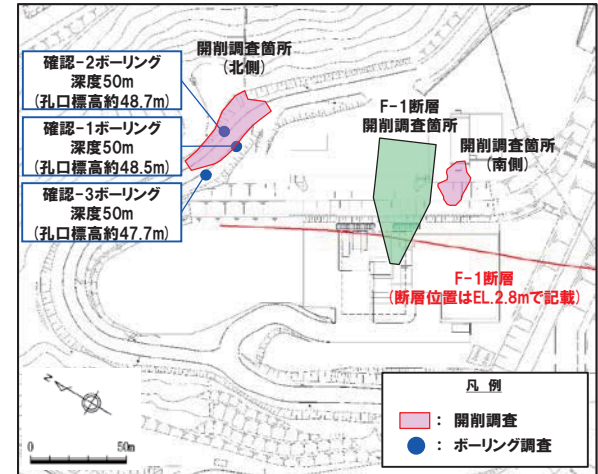 確認-2ボーリング
深度50m
(孔口標高約48.7m)
確認-1ボーリング
深度50m
(孔口標高約48.5m)
確認-3ボーリング
深度50m
(孔口標高約47.7m)
開削調査箇所
(北側)
F-1断層
開削調査箇所
開削調査箇所
(南側)
F-1断層
(断層位置はEL.2.8mで記載)
N
0 50m
凡 例
： 開削調査
： ボーリング調査